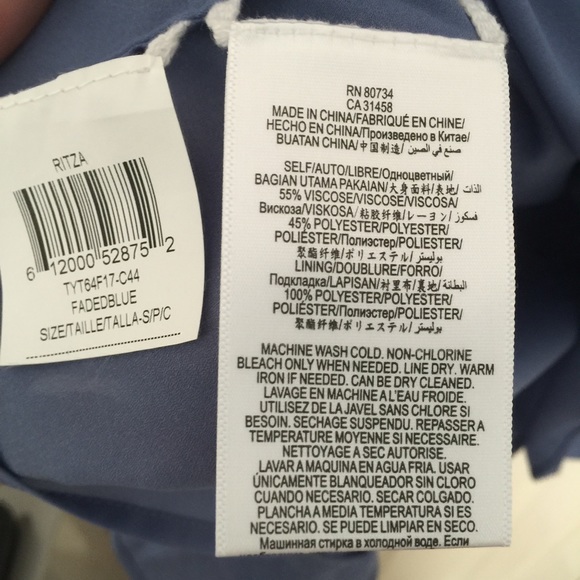 RITZA
6 12000 52875 2
TYT64F17-C44
FADEDBLUE
SIZE/TAILLE/TALLA-S/P/C
RN 80734
CA 31458
MADE IN CHINA/FABRIQUÉ EN CHINE/
HECHO EN CHINA/Произведено в Китае/
BUATAN CHINA/中国制造/ صنع في الصين
SELF/AUTO/LIBRE/Одноцветный/
BAGIAN UTAMA PAKAIAN/大身面料/表地/ الذات
55% VISCOSE/VISCOSE/VISCOSA/
Вискоза/VISKOSA/粘胶纤维/レーヨン/ فسكوز
45% POLYESTER/POLYESTER/
POLIÉSTER/Полиэстер/POLIESTER/
聚酯纤维/ポリエステル/ بوليستر
LINING/DOUBLURE/FORRO/
Подкладка/LAPISAN/衬里布/裏地/ البطانة
100% POLYESTER/POLYESTER/
POLIÉSTER/Полиэстер/POLIESTER/
聚酯纤维/ポリエステル/ بوليستر
MACHINE WASH COLD. NON-CHLORINE
BLEACH ONLY WHEN NEEDED. LINE DRY. WARM
IRON IF NEEDED. CAN BE DRY CLEANED.
LAVAGE EN MACHINE A L'EAU FROIDE.
UTILISEZ DE LA JAVEL SANS CHLORE SI
BESOIN. SECHAGE SUSPENDU. REPASSER A
TEMPERATURE MOYENNE SI NECESSAIRE.
NETTOYAGE A SEC AUTORISE.
LAVAR A MAQUINA EN AGUA FRIA. USAR
ÚNICAMENTE BLANQUEADOR SIN CLORO
CUANDO NECESARIO. SECAR COLGADO.
PLANCHA A MEDIA TEMPERATURA SI ES
NECESARIO. SE PUEDE LIMPIAR EN SECO.
Машинная стирка в холодной воде. Если